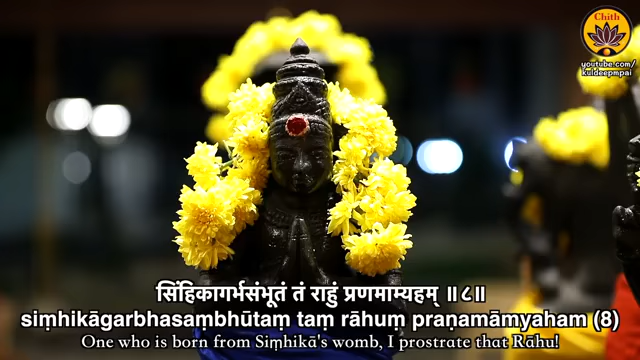 Chith
youtube.com/
kuldeepmpai
सिंहिकागर्भसंभूतं तं राहुं प्रणमाम्यहम् ॥८॥
siṃhikāgarbhasambhūtaṃ taṃ rāhuṃ praṇamāmyaham (8)
One who is born from Siṃhikā's womb, I prostrate that Rāhu!